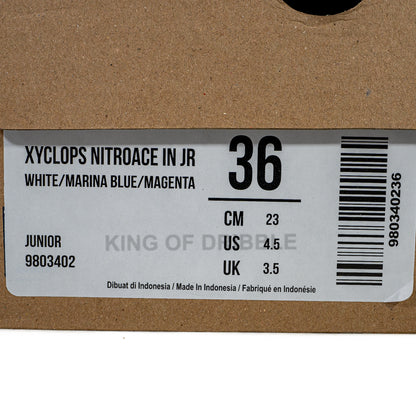 XYCLOPS NITROACE IN JR
WHITE/MARINA BLUE/MAGENTA
36
CM 23
US 4.5
UK 3.5
JUNIOR
9803402
KING OF DRIBBLE
Dibuat di Indonesia / Made In Indonesia / Fabriqué en Indonésie
980340236